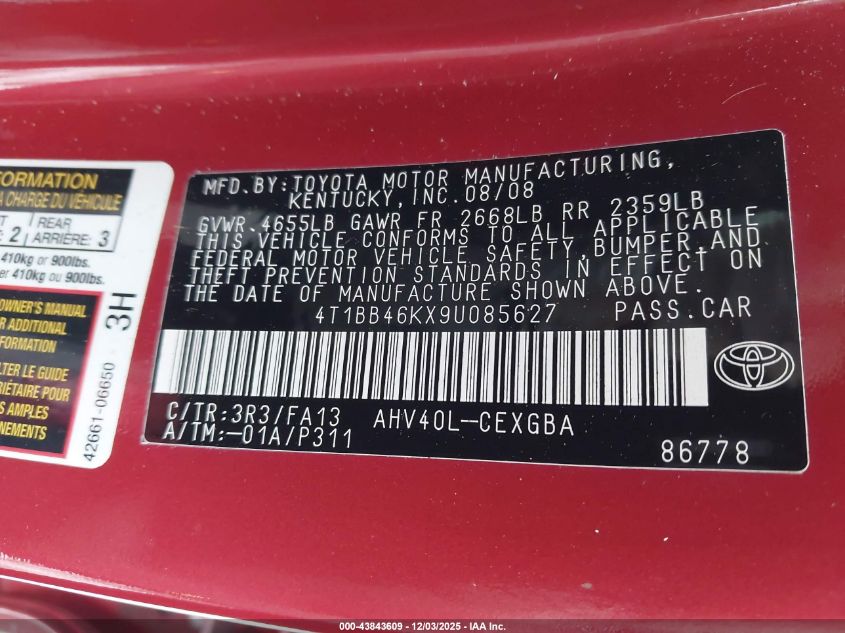 FORMATION
A CHARGE DU VÉHICULE
2 REAR
ARRIÈRE: 3
410kg or 900lbs.
er 410kg ou 900lbs.
OWNER'S MANUAL
R ADDITIONAL
FORMATION
LTER LE GUIDE
RIÉTAIRE POUR
S AMPLES
NEMENTS
42661-06650 3H
MFD.BY:TOYOTA MOTOR MANUFACTURING,
KENTUCKY,INC.08/08
GVWR.4655LB GAWR FR 2668LB RR 2359LB
THIS VEHICLE CONFORMS TO ALL APPLICABLE
FEDERAL MOTOR VEHICLE SAFETY,BUMPER,AND
THEFT PREVENTION STANDARDS IN EFFECT ON
THE DATE OF MANUFACTURE SHOWN ABOVE.
4T1BB46KX9U085627 PASS.CAR
C/TR:3R3/FA13 AHV40L-CEXGBA
A/TM:-01A/P311
86778
000-43843609 - 12/03/2025 - IAA Inc.